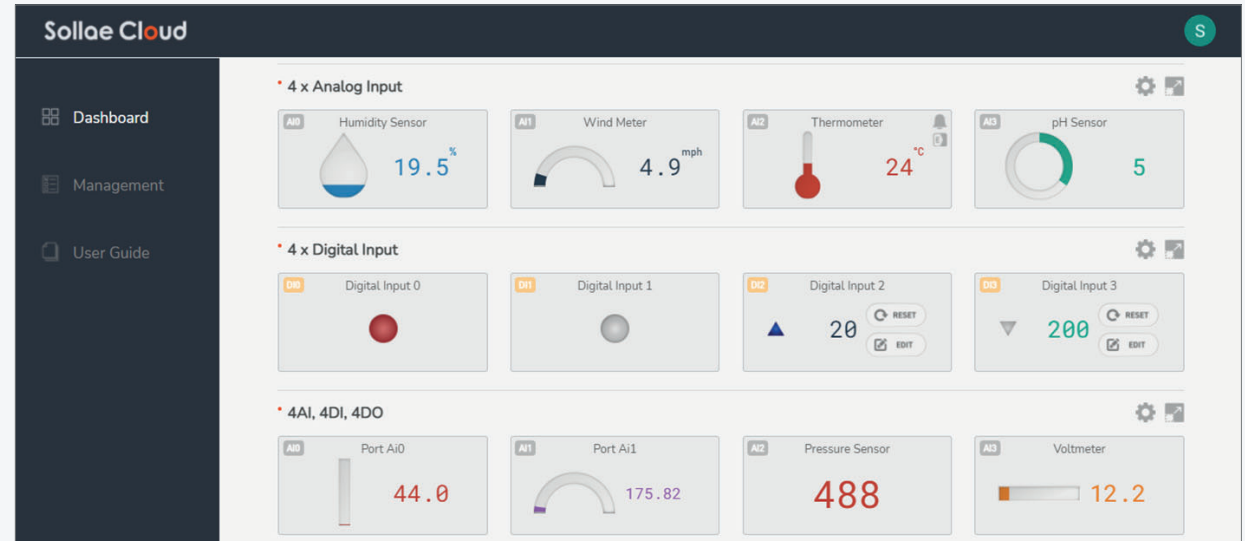 Sollae Cloud
S
Dashboard
Management
User Guide
4 x Analog Input
AI0 Humidity Sensor
19.5 %
AI1 Wind Meter
4.9 mph
AI2 Thermometer
24 °C
AI3 pH Sensor
5
4 x Digital Input
DI0 Digital Input 0
DI1 Digital Input 1
DI2 Digital Input 2
20
RESET
EDIT
DI3 Digital Input 3
200
RESET
EDIT
4AI, 4DI, 4DO
AI0 Port Ai0
44.0
AI1 Port Ai1
175.82
AI2 Pressure Sensor
488
AI3 Voltmeter
12.2